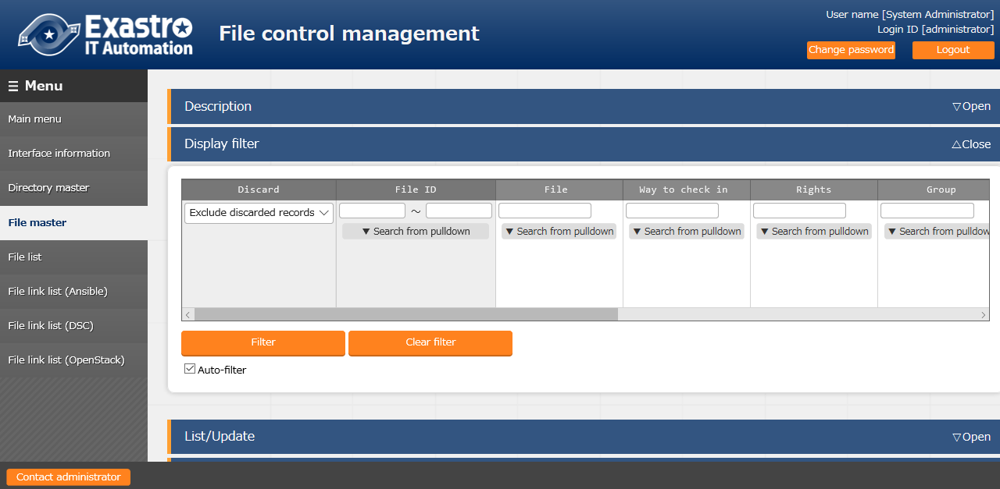 Exastro
IT Automation
File control management
User name [System Administrator]
Login ID [administrator]
Change password
Logout
☰ Menu
Main menu
Interface information
Directory master
File master
File list
File link list (Ansible)
File link list (DSC)
File link list (OpenStack)
Description
▽Open
Display filter
△Close
Discard File ID File Way to check in Rights Group
Exclude discarded records ～
▼ Search from pulldown ▼ Search from pulldown ▼ Search from pulldown ▼ Search from pulldown ▼ Search from pulldow
Filter Clear filter
Auto-filter
List/Update
▽Open
Contact administrator